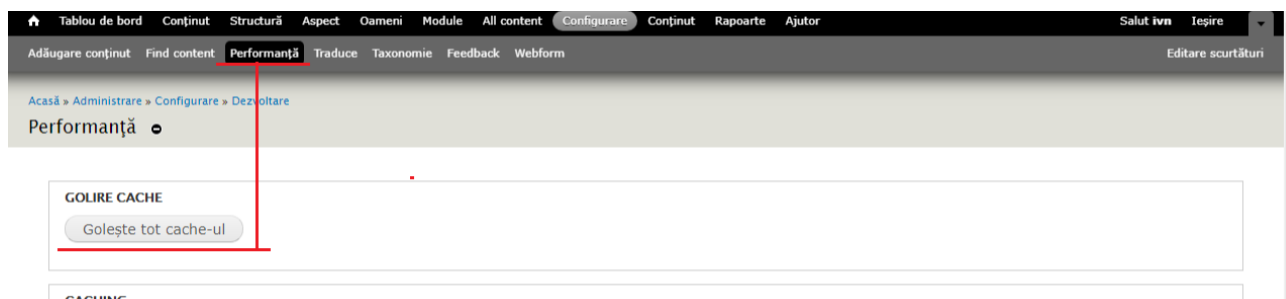 Tablou de bord Conținut Structură Aspect Oameni Module All content Configurare Conținut Rapoarte Ajutor Salut ivn Ieșire
Adăugare conținut Find content Performanță Traduce Taxonomie Feedback Webform Editare scurtături
Acasă » Administrare » Configurare » Dezvoltare
Performanță
GOLIRE CACHE
Golește tot cache-ul
CACHING